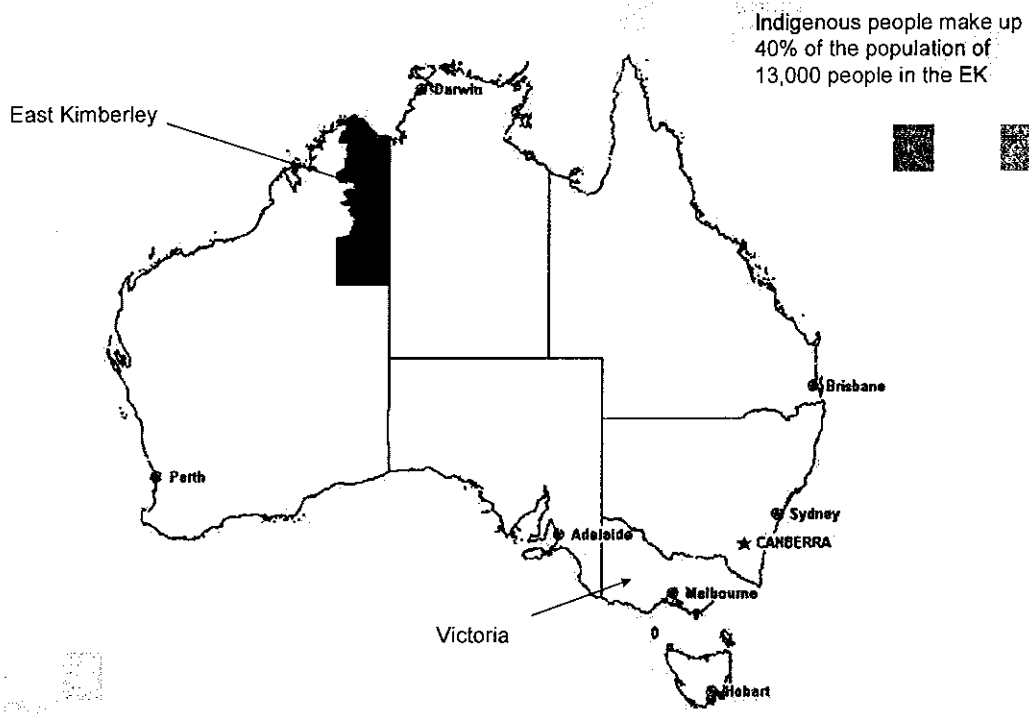 Indigenous people make up
40% of the population of
13,000 people in the EK
Darwin
East Kimberley
Brisbane
Perth
Sydney
Adelaide
CANBERRA
Melbourne
Victoria
Hobart